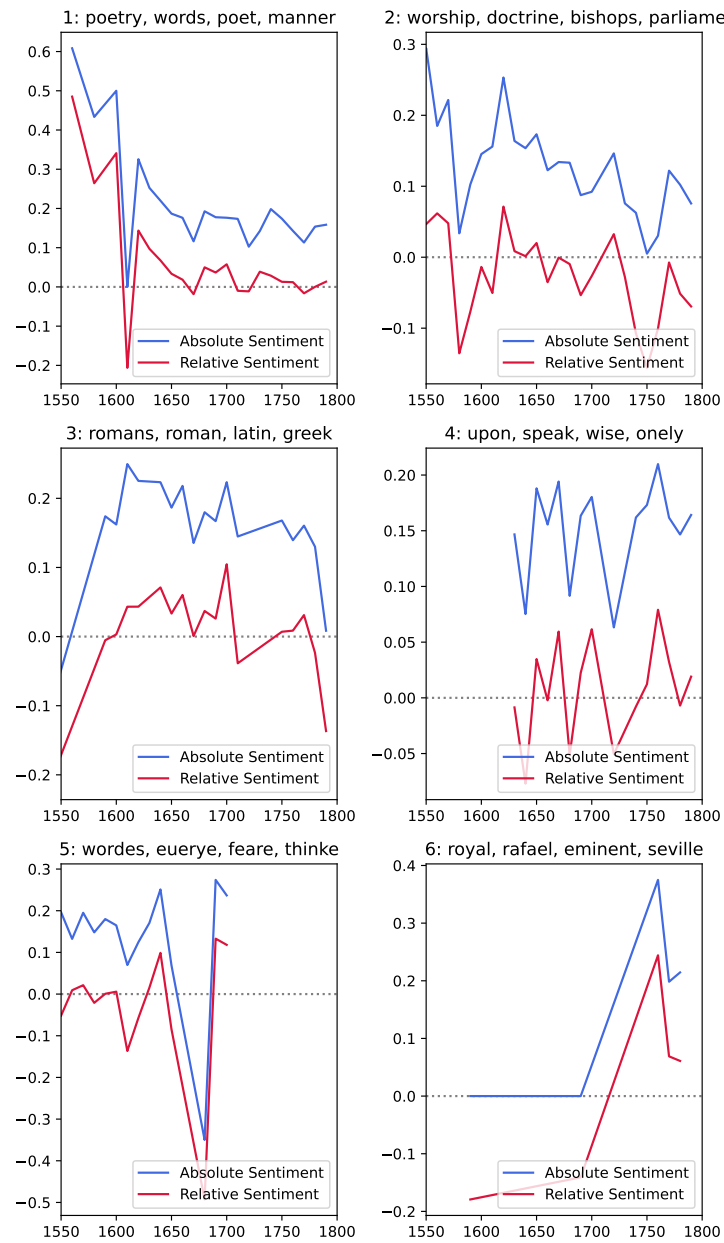 1: poetry, words, poet, manner
0.6
0.5
0.4
0.3
0.2
0.1
0.0
−0.1
−0.2
Absolute Sentiment
Relative Sentiment
1550 1600 1650 1700 1750 1800
2: worship, doctrine, bishops, parliame
0.3
0.2
0.1
0.0
−0.1
Absolute Sentiment
Relative Sentiment
1550 1600 1650 1700 1750 1800
3: romans, roman, latin, greek
0.2
0.1
0.0
−0.1
−0.2
Absolute Sentiment
Relative Sentiment
1550 1600 1650 1700 1750 1800
4: upon, speak, wise, onely
0.20
0.15
0.10
0.05
0.00
−0.05
Absolute Sentiment
Relative Sentiment
1550 1600 1650 1700 1750 1800
5: wordes, euerye, feare, thinke
0.3
0.2
0.1
0.0
−0.1
−0.2
−0.3
−0.4
−0.5
Absolute Sentiment
Relative Sentiment
1550 1600 1650 1700 1750 1800
6: royal, rafael, eminent, seville
0.4
0.3
0.2
0.1
0.0
−0.1
−0.2
Absolute Sentiment
Relative Sentiment
1550 1600 1650 1700 1750 1800